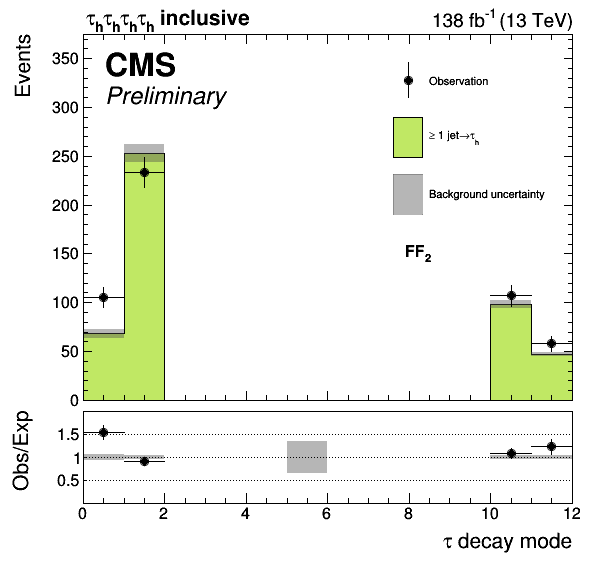 τhτhτhτh inclusive 138 fb-1 (13 TeV)
Events
CMS
Preliminary
Observation
≥ 1 jet→τh
Background uncertainty
FF2
350
300
250
200
150
100
50
0
Obs/Exp
1.5
1
0.5
0 2 4 6 8 10 12
τ decay mode